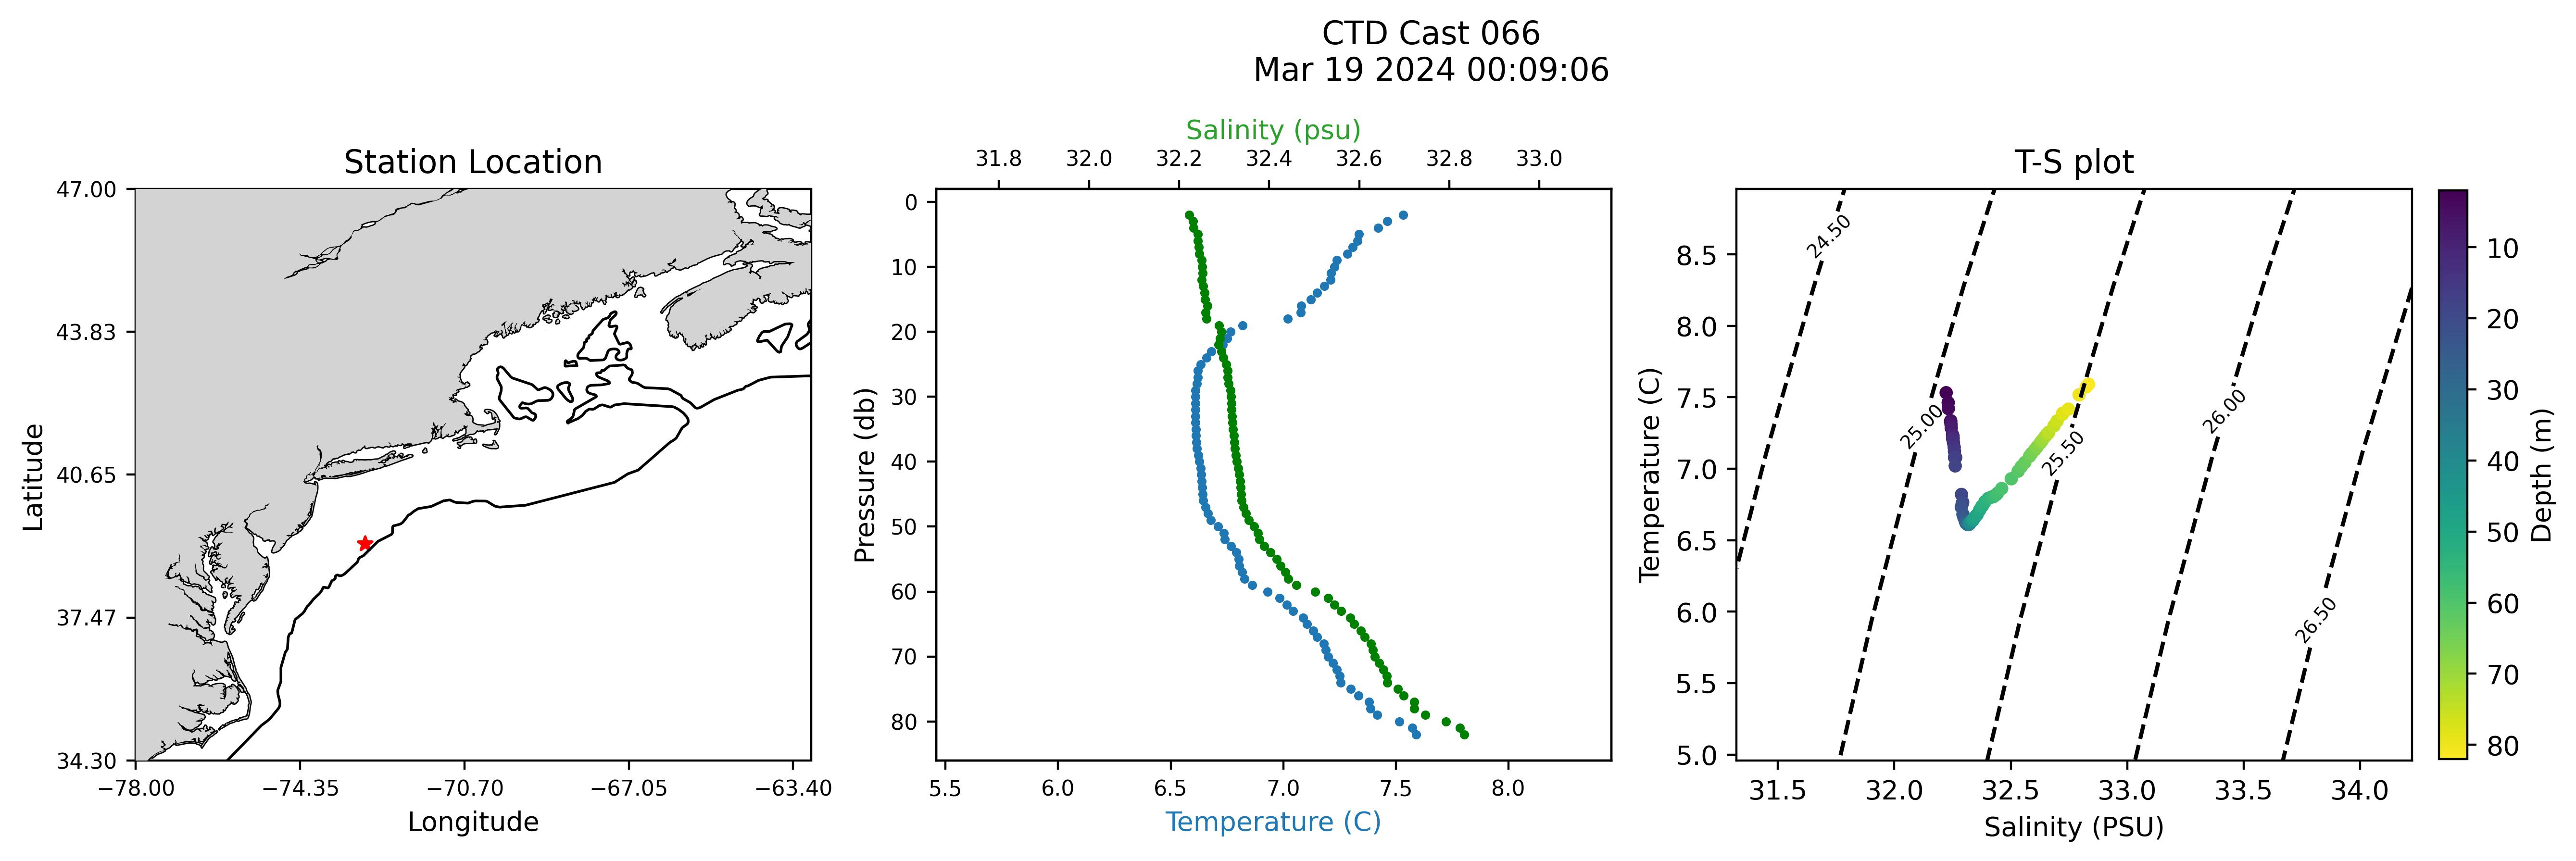 CTD Cast 066
Mar 19 2024 00:09:06
Station Location
47.00
43.83
40.65
37.47
34.30
Latitude
−78.00 −74.35 −70.70 −67.05 −63.40
Longitude
Salinity (psu)
31.8 32.0 32.2 32.4 32.6 32.8 33.0
0
10
20
30
40
50
60
70
80
Pressure (db)
5.5 6.0 6.5 7.0 7.5 8.0
Temperature (C)
T-S plot
8.5
8.0
7.5
7.0
6.5
6.0
5.5
5.0
Temperature (C)
24.50
25.00
25.50
26.00
26.50
31.5 32.0 32.5 33.0 33.5 34.0
Salinity (PSU)
10
20
30
40
50
60
70
80
Depth (m)